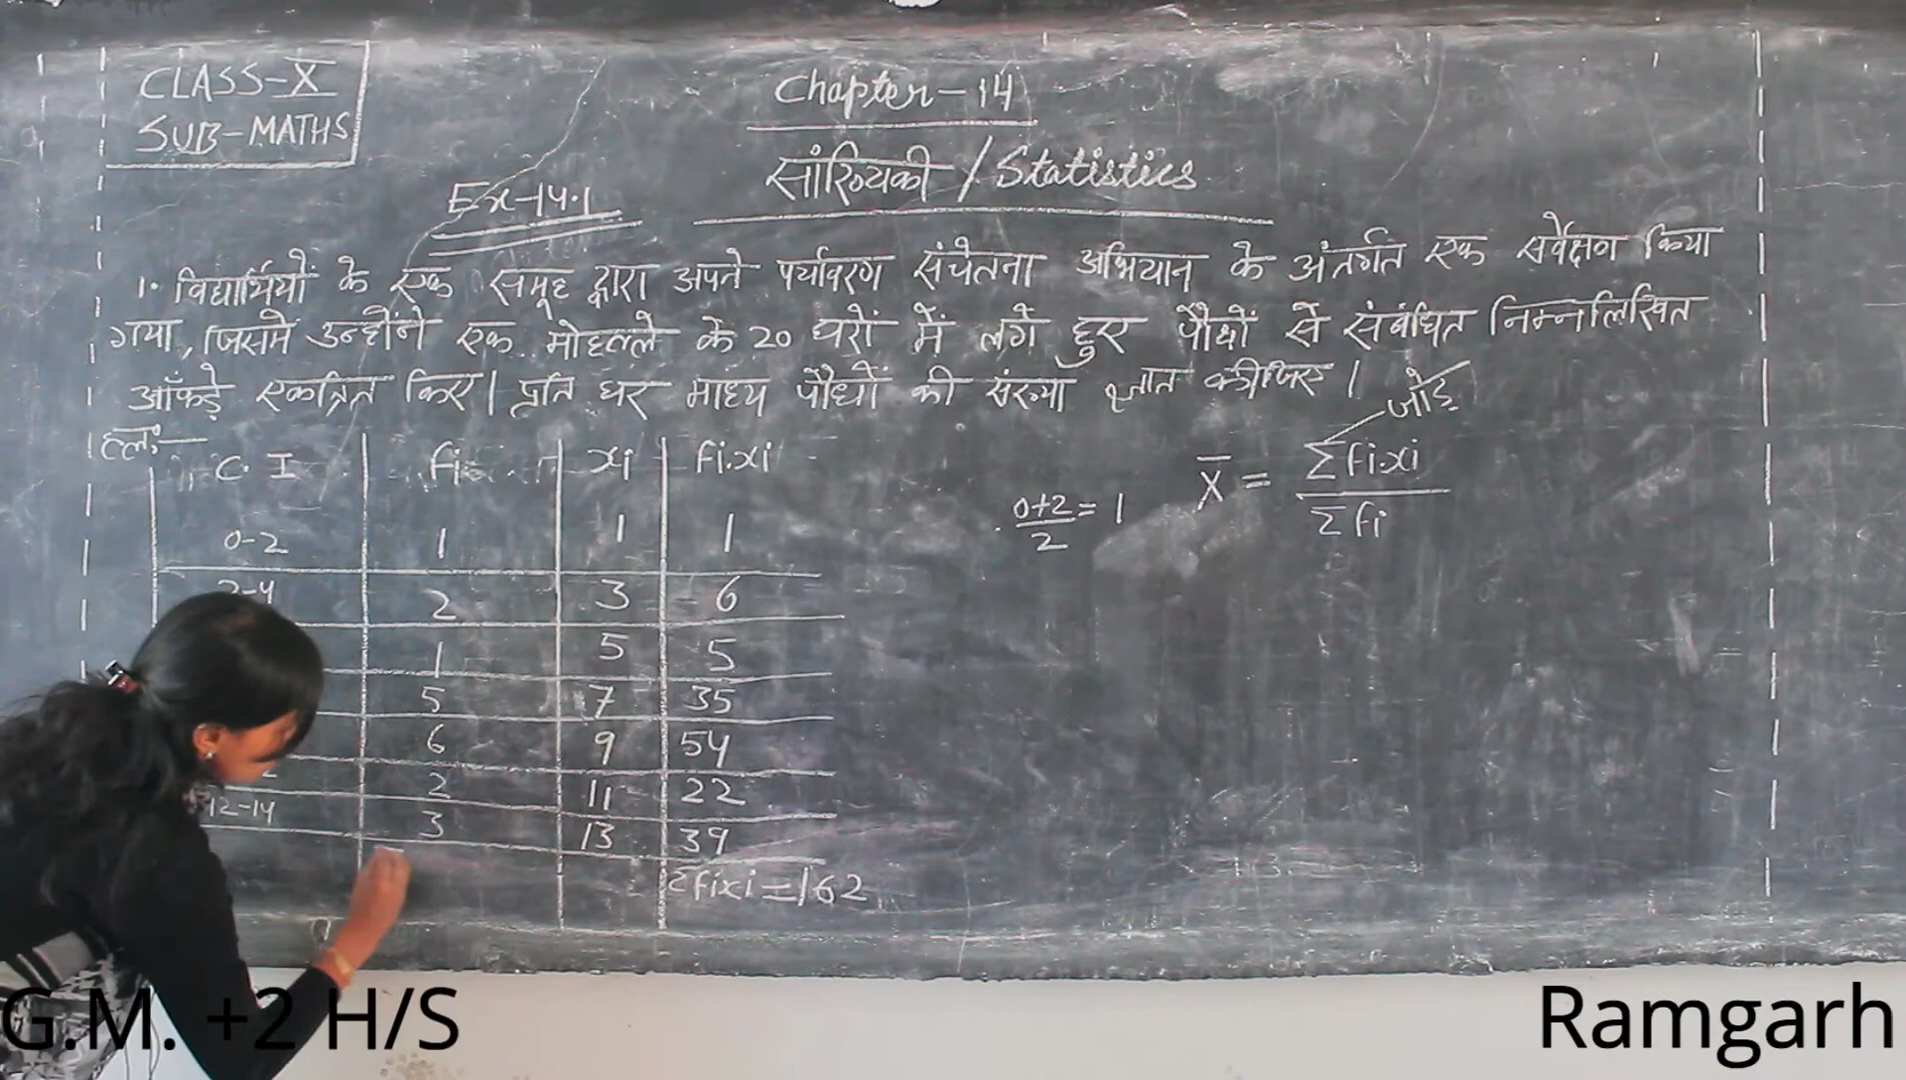 CLASS-X
SUB-MATHS
Chapter-14
सांख्यिकी / Statistics
Ex-14.1
1. विद्यार्थियों के एक समूह द्वारा अपने पर्यावरण संचेतना अभियान के अंतर्गत एक सर्वेक्षण किया
गया, जिसमें उन्होंने एक मोहल्ले के 20 घरों में लगे हुए पौधों से संबंधित निम्नलिखित
आँकड़े एकत्रित किए। प्रति घर माध्य पौधों की संख्या ज्ञात कीजिए।
हल:—
C.I fi xi fi.xi
0-2 1 1 1
2-4 2 3 6
1 5 5
5 7 35
6 9 54
2 2 11 22
12-14 3 13 39
Σfixi=162
0+2/2 = 1
जोड़
X̄ = Σfi.xi/Σfi
G.M. +2 H/S
Ramgarh